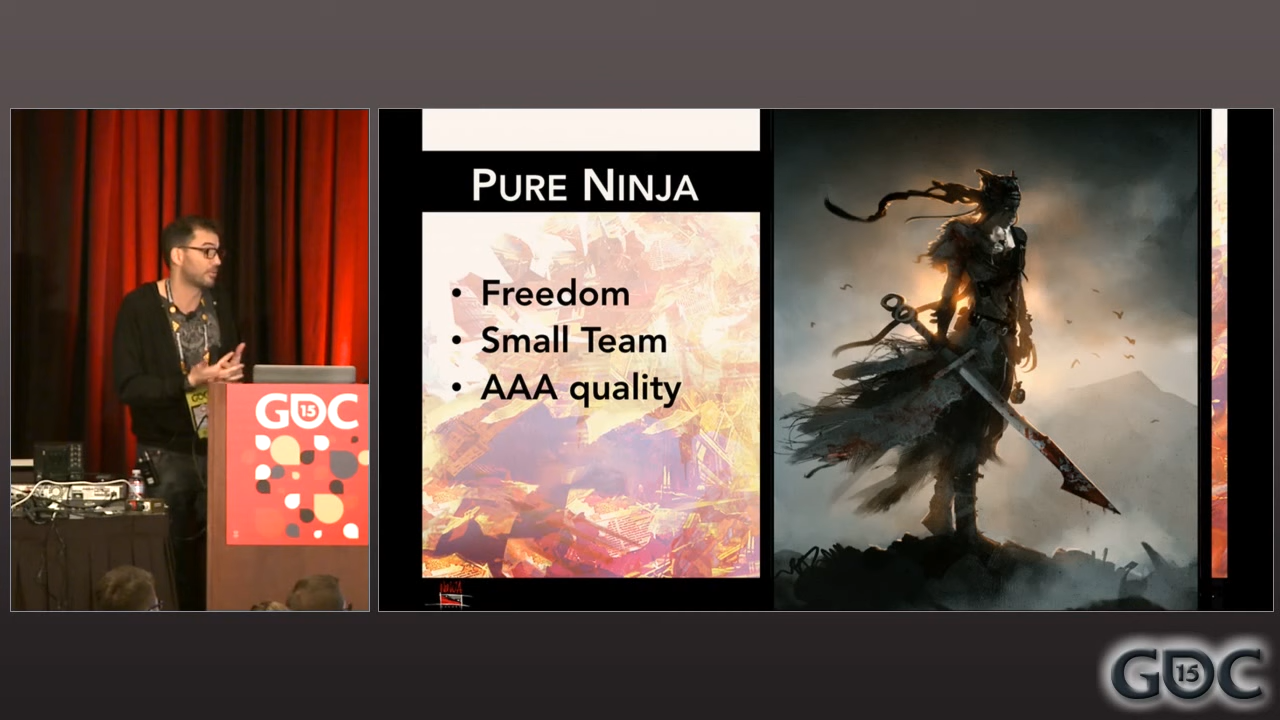 PURE NINJA
• Freedom
• Small Team
• AAA quality
GDC
15
GDC
15